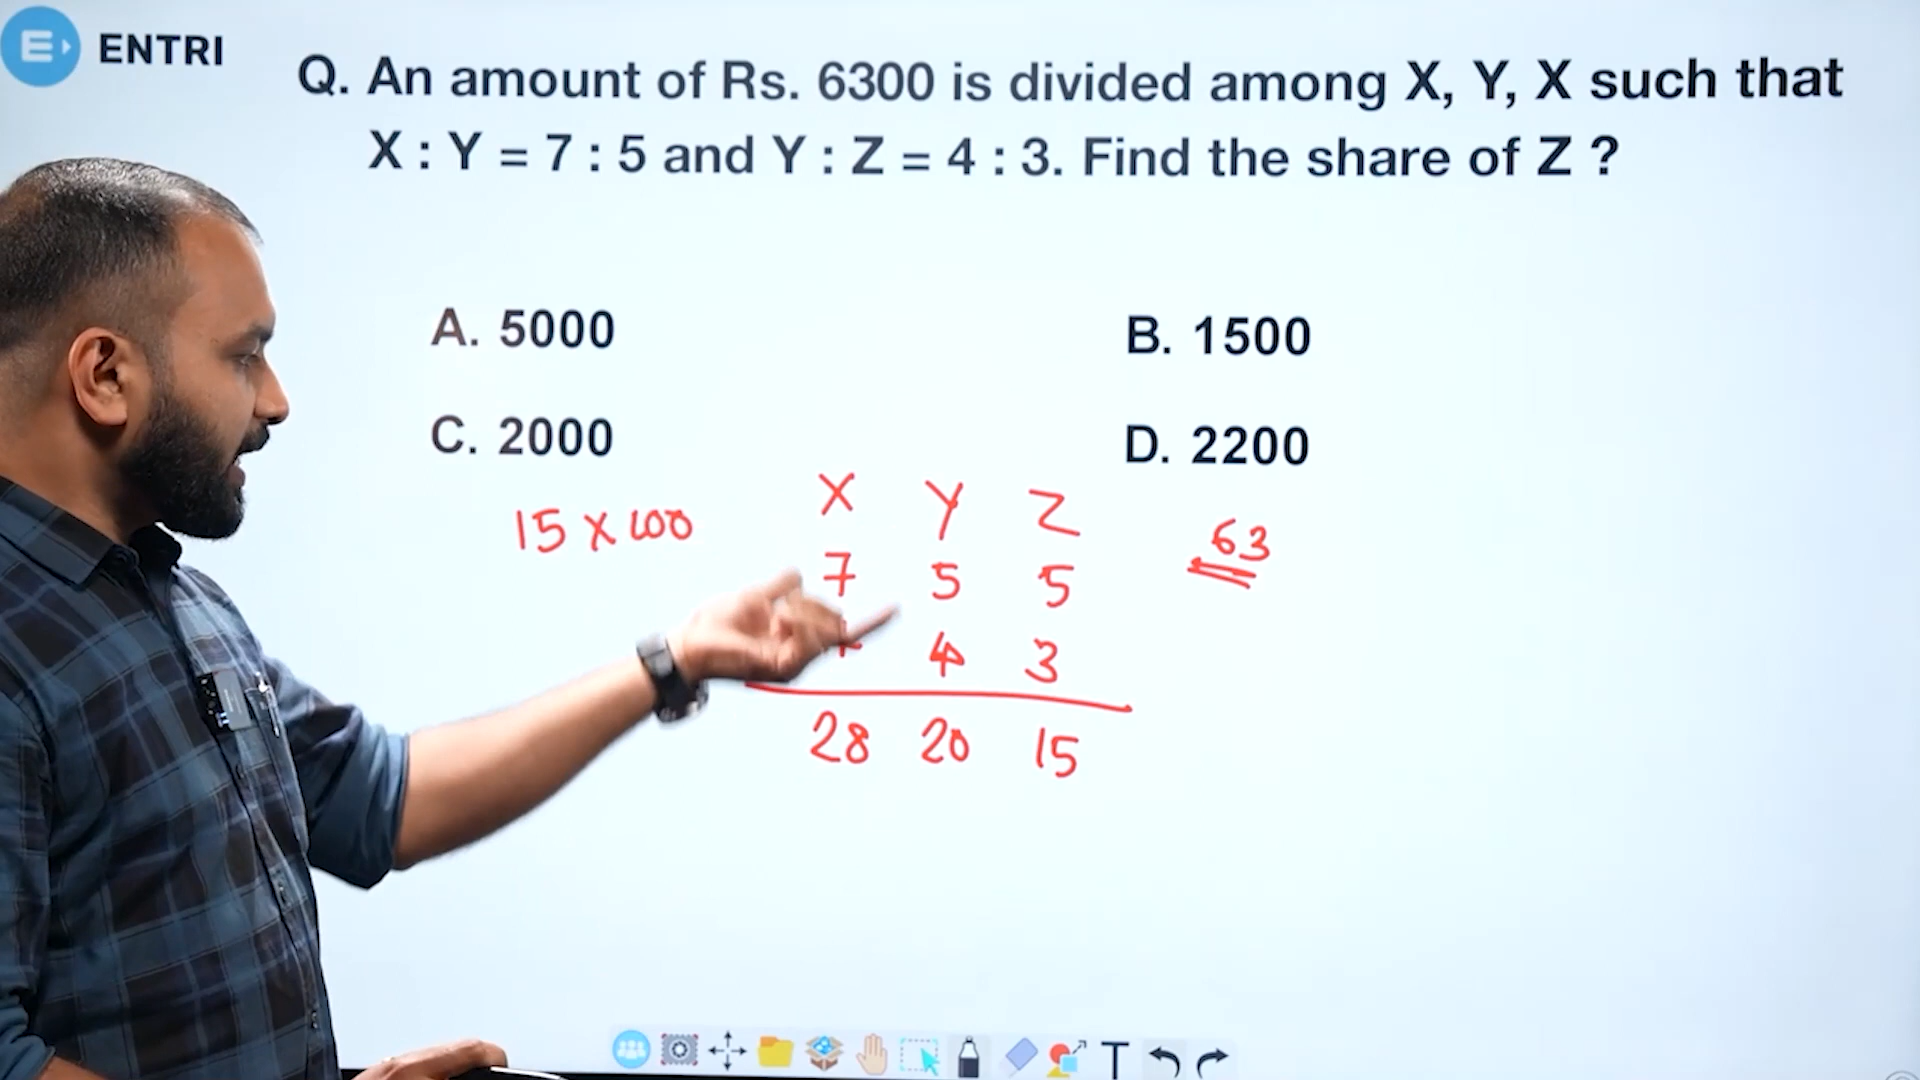 ENTRI
Q. An amount of Rs. 6300 is divided among X, Y, X such that
X : Y = 7 : 5 and Y : Z = 4 : 3. Find the share of Z ?
A. 5000
B. 1500
C. 2000
D. 2200
15 X 100
X Y Z
7 5 5
4 3
28 20 15
63